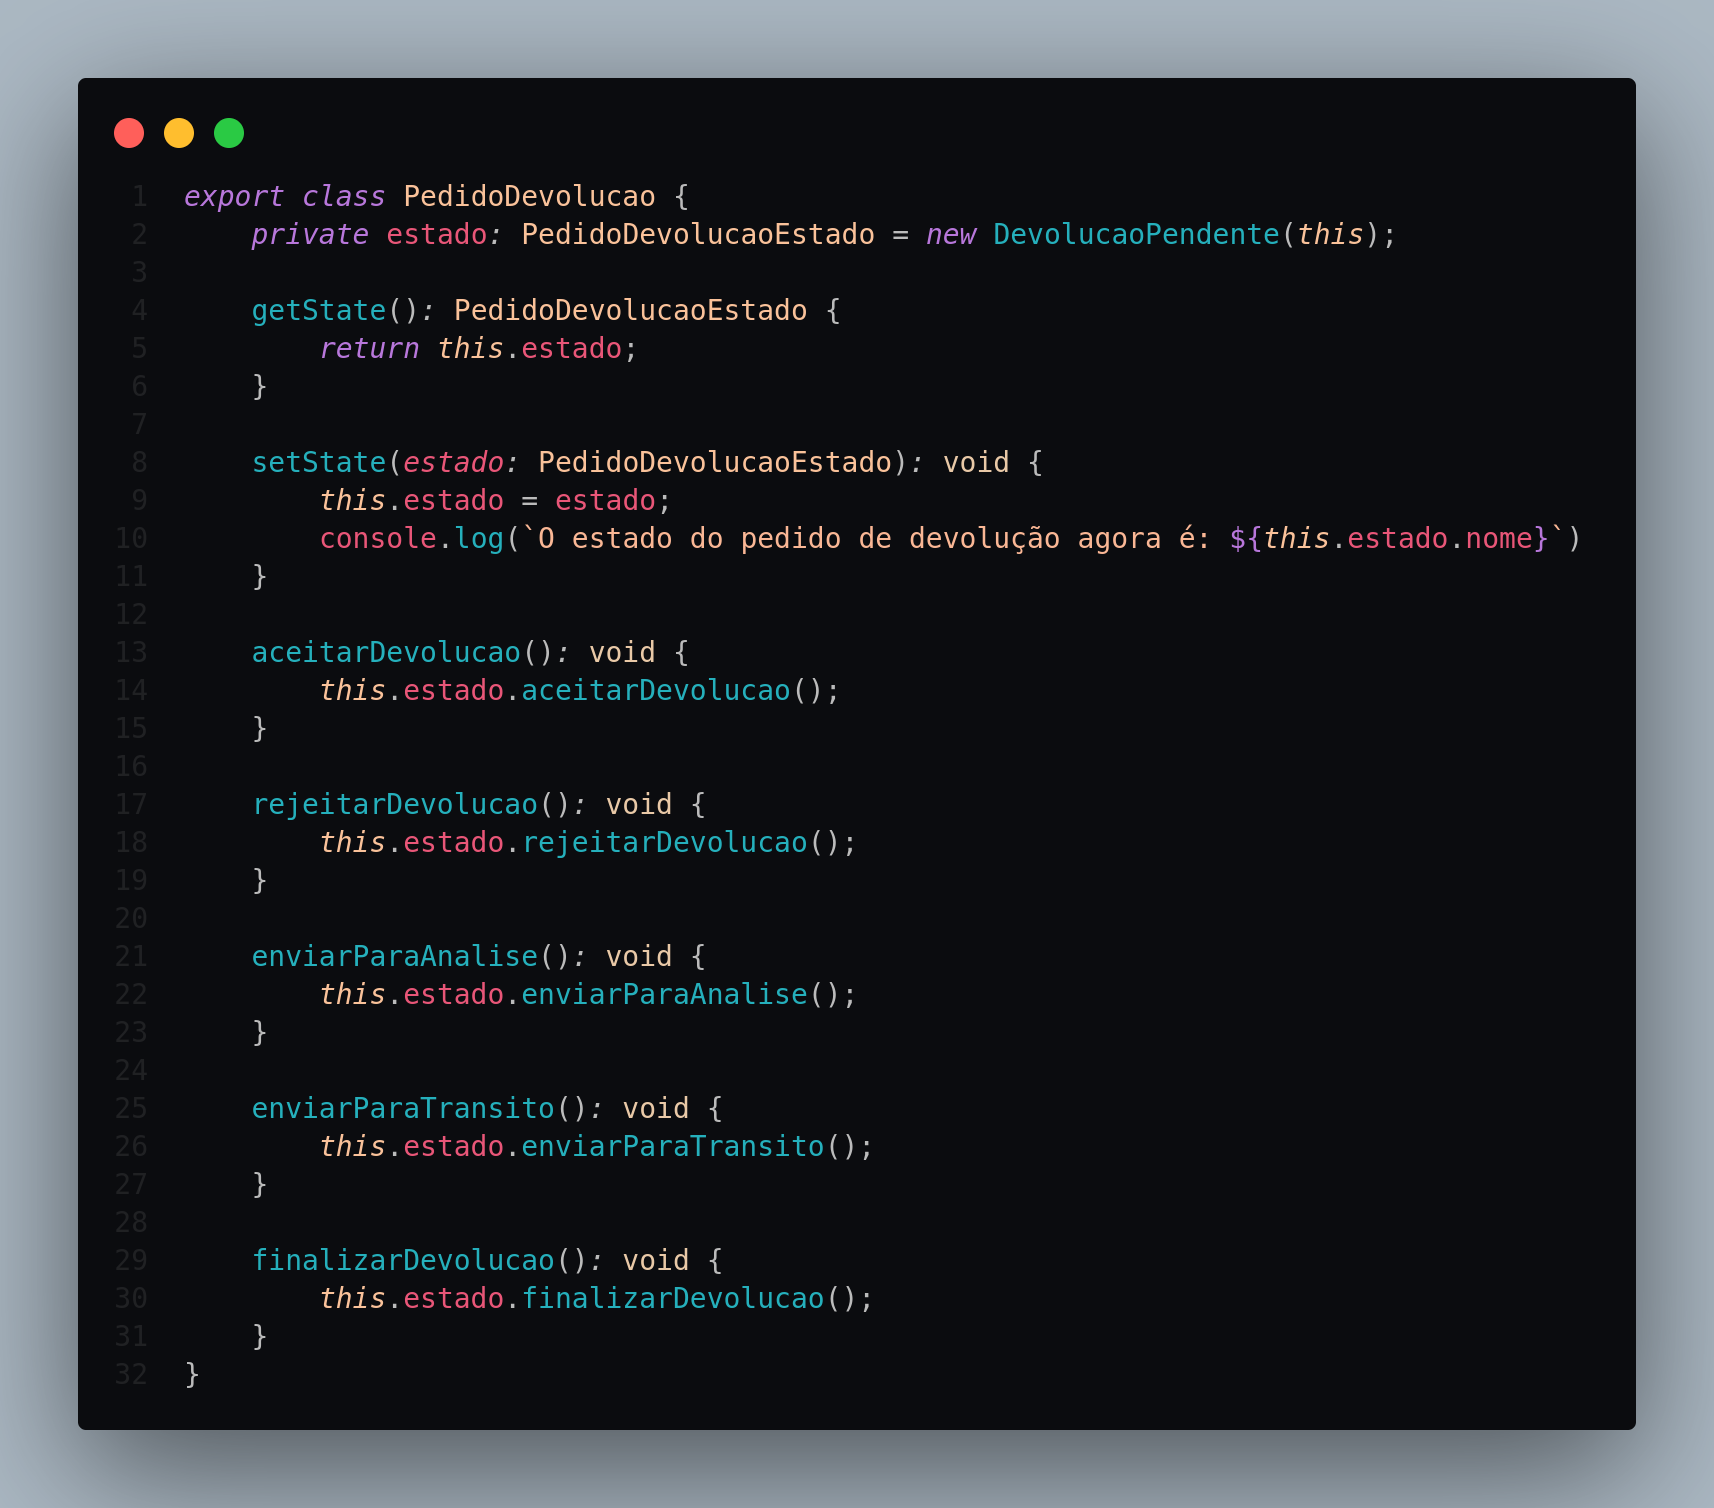 1 export class PedidoDevolucao {
2     private estado: PedidoDevolucaoEstado = new DevolucaoPendente(this);
3
4     getState(): PedidoDevolucaoEstado {
5         return this.estado;
6     }
7
8     setState(estado: PedidoDevolucaoEstado): void {
9         this.estado = estado;
10         console.log(`O estado do pedido de devolução agora é: ${this.estado.nome}`)
11     }
12
13     aceitarDevolucao(): void {
14         this.estado.aceitarDevolucao();
15     }
16
17     rejeitarDevolucao(): void {
18         this.estado.rejeitarDevolucao();
19     }
20
21     enviarParaAnalise(): void {
22         this.estado.enviarParaAnalise();
23     }
24
25     enviarParaTransito(): void {
26         this.estado.enviarParaTransito();
27     }
28
29     finalizarDevolucao(): void {
30         this.estado.finalizarDevolucao();
31     }
32 }